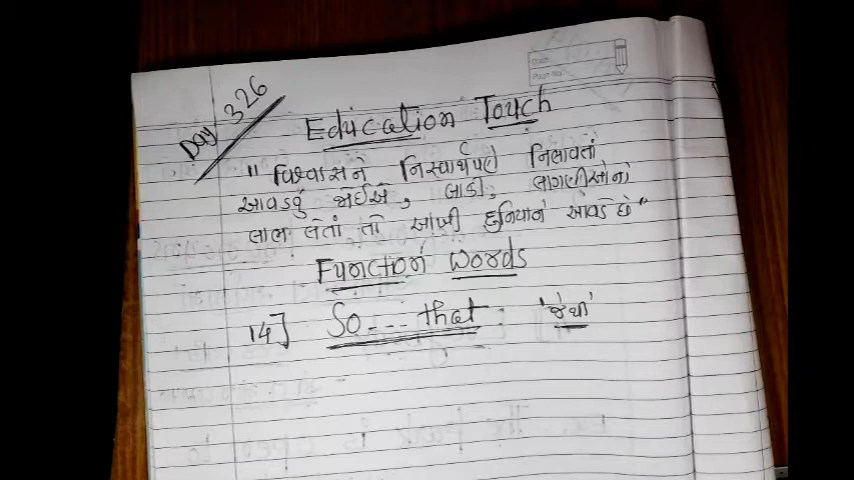 Day 326
Education Touch
" વિશ્વાસને નિસ્વાર્થપણે નિભાવતાં
આવડવું જોઈએ, બાકી, લાગણીઓનો
લાભ લેતાં તો આખી દુનિયાને આવડે છે"
Function words
14] So---that 'જેથી'